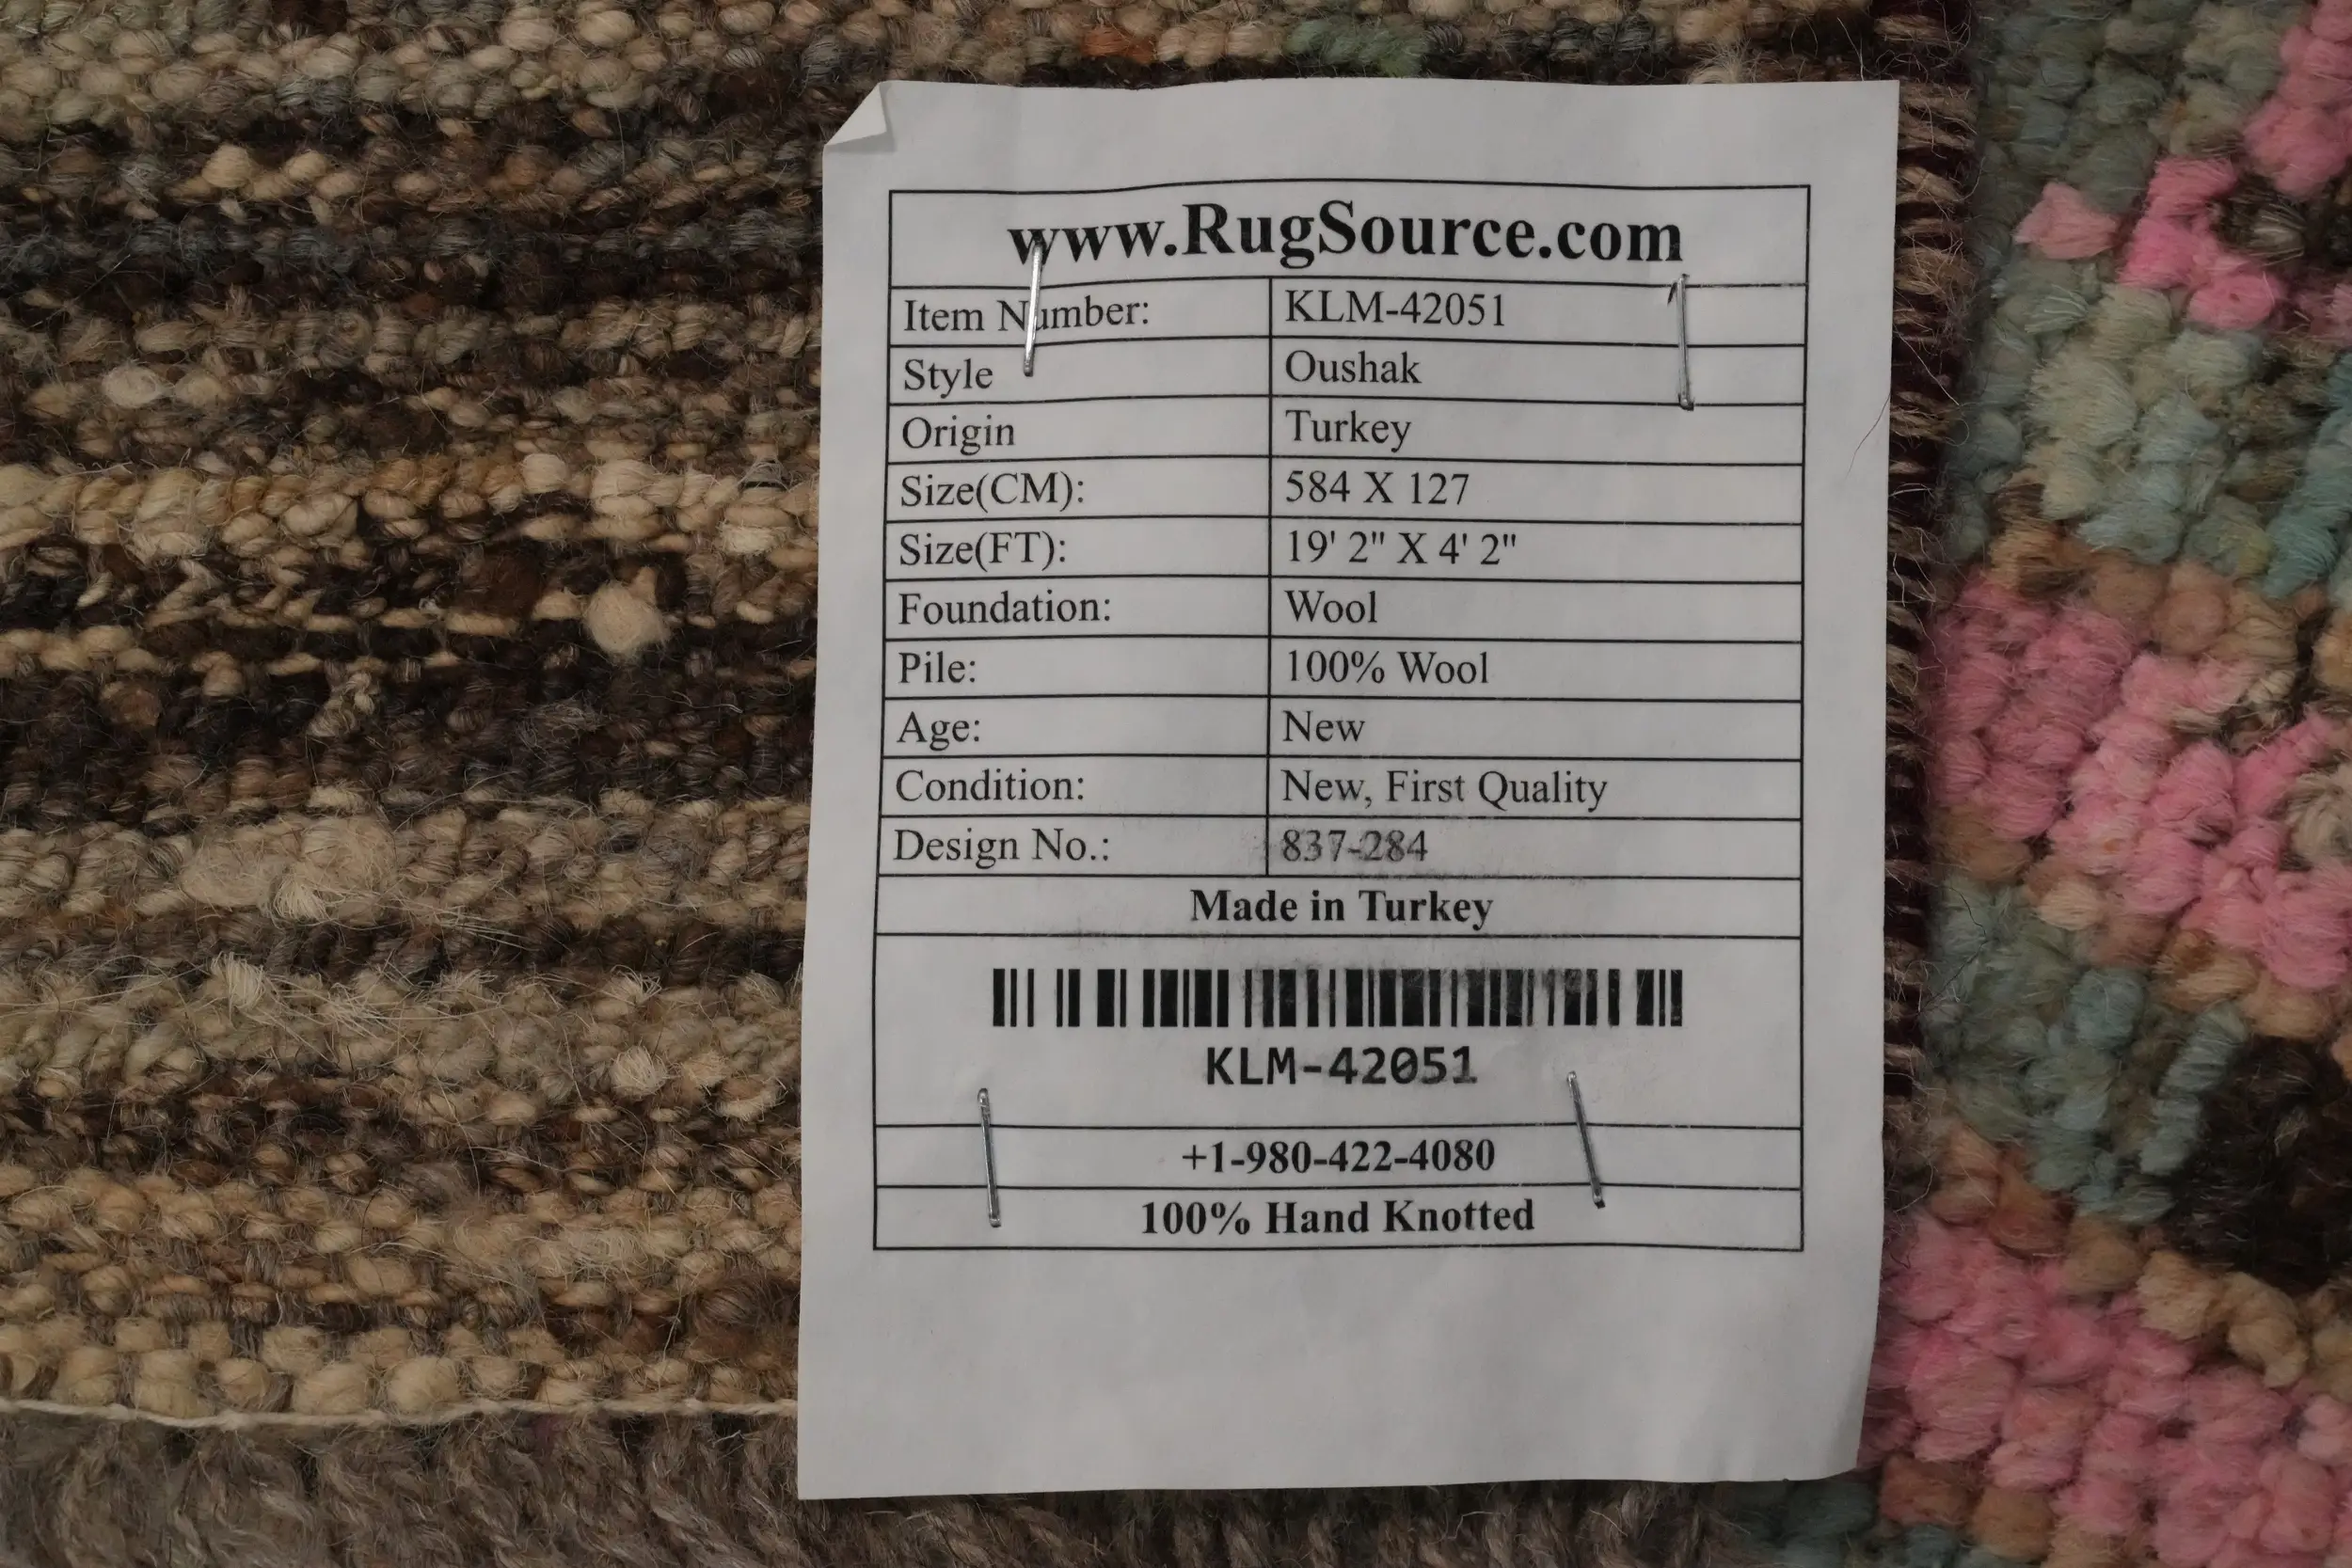 www.RugSource.com
Item Number: KLM-42051
Style Oushak
Origin Turkey
Size(CM): 584 X 127
Size(FT): 19' 2" X 4' 2"
Foundation: Wool
Pile: 100% Wool
Age: New
Condition: New, First Quality
Design No.: 837-284
Made in Turkey
KLM-42051
+1-980-422-4080
100% Hand Knotted